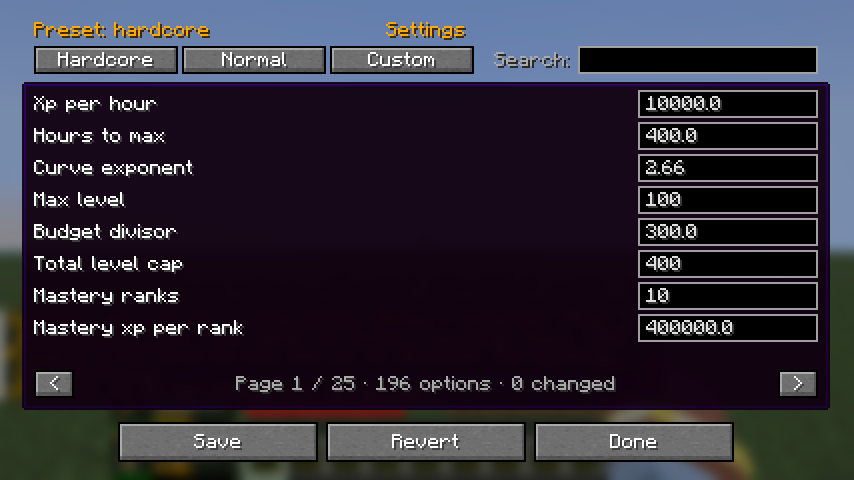 Preset: hardcore Settings
Hardcore Normal Custom Search:
Xp per hour 10000.0
Hours to max 400.0
Curve exponent 2.66
Max level 100
Budget divisor 300.0
Total level cap 400
Mastery ranks 10
Mastery xp per rank 400000.0
< Page 1 / 25 · 196 options · 0 changed >
Save Revert Done